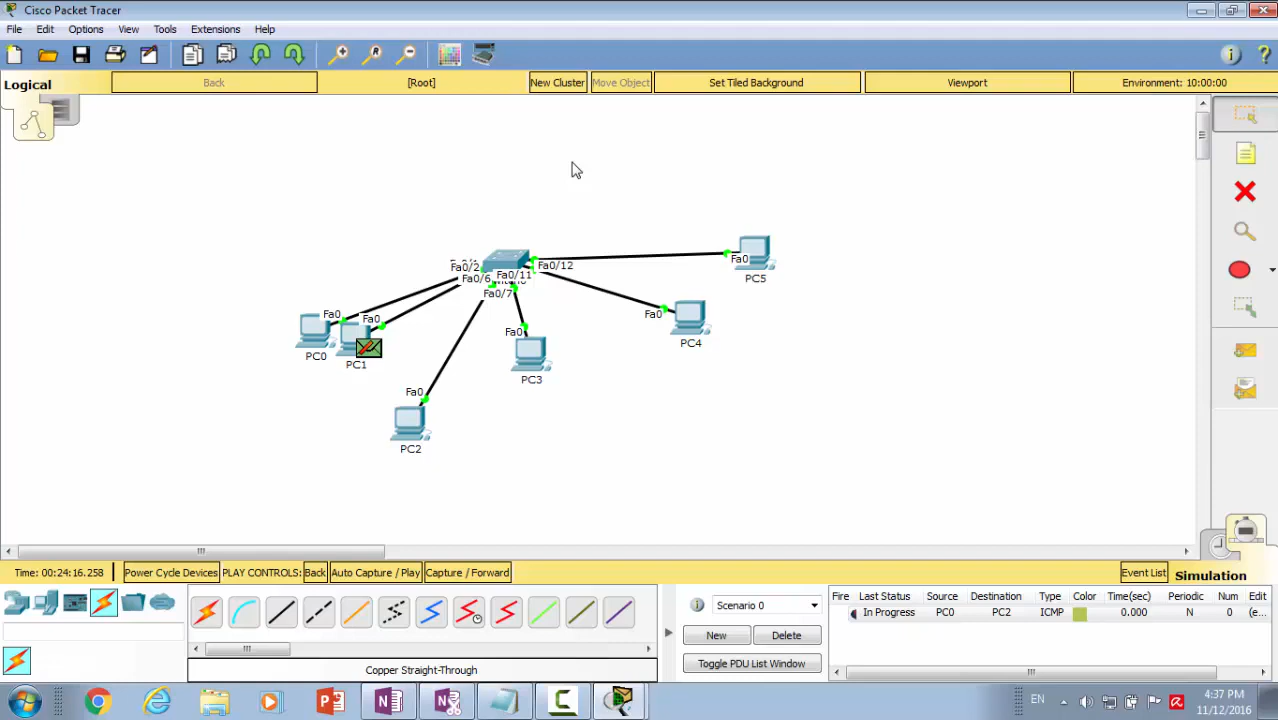 Cisco Packet Tracer
File Edit Options View Tools Extensions Help
Logical Back [Root] New Cluster Move Object Set Tiled Background Viewport Environment: 10:00:00
Fa0/12
Fa0/2
Fa0/11
Fa0/6
Fa0/7
Fa0
PC5
Fa0
Fa0
Fa0
Fa0
PC4
PC0
PC1
PC3
Fa0
PC2
Time: 00:24:16.258 Power Cycle Devices PLAY CONTROLS: Back Auto Capture / Play Capture / Forward Event List Simulation
Scenario 0
New Delete
Toggle PDU List Window
Fire Last Status Source Destination Type Color Time(sec) Periodic Num Edit
In Progress PC0 PC2 ICMP 0.000 N 0 (e...
Copper Straight-Through
EN
4:37 PM
11/12/2016